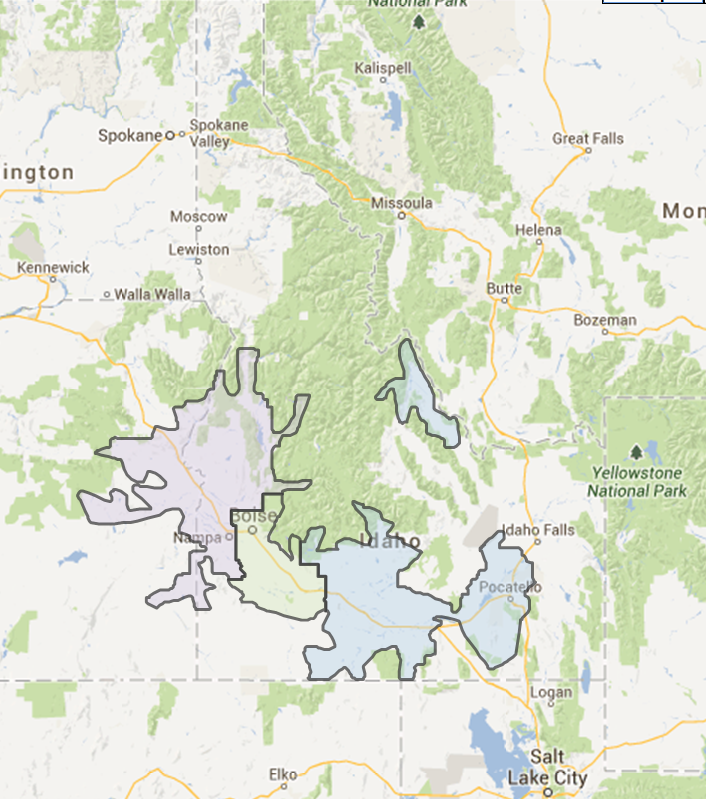 National Park
Kalispell
Spokane
Spokane
Valley
Great Falls
ington
Missoula
Mon
Moscow
Helena
Lewiston
Kennewick
Walla Walla
Butte
Bozeman
Yellowstone
National Park
Boise
Nampa
Idaho
Idaho Falls
Pocatello
Logan
Salt
Lake City
Elko